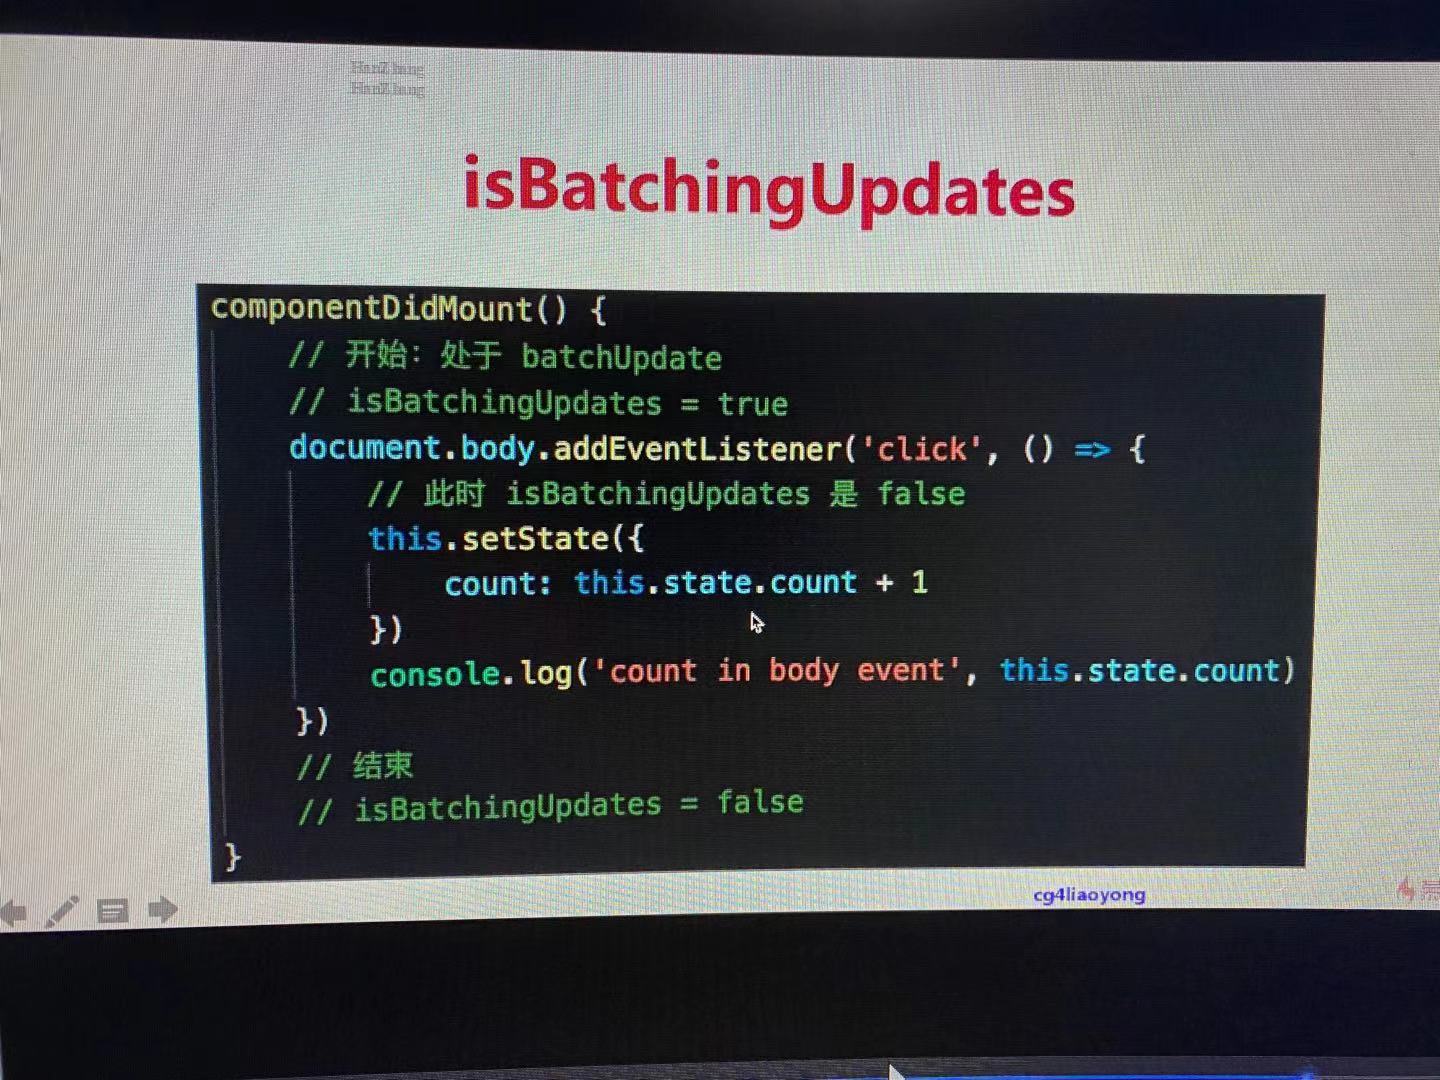 HanZhang
HanZhang
isBatchingUpdates
componentDidMount() {
// 开始：处于 batchUpdate
// isBatchingUpdates = true
document.body.addEventListener('click', () => {
// 此时 isBatchingUpdates 是 false
this.setState({
count: this.state.count + 1
})
console.log('count in body event', this.state.count)
})
// 结束
// isBatchingUpdates = false
}
cg4liaoyong